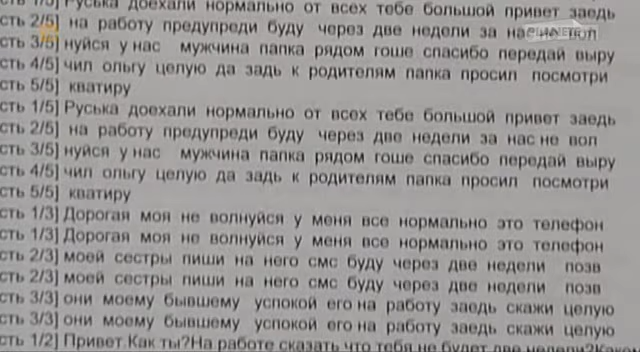 сть 1/5] Руська доехали нормально от всех тебе большой привет заедь
сть 2/5] на работу предупреди буду через две недели за нас не вол
сть 3/5] нуйся у нас мужчина папка рядом гоше спасибо передай выру
сть 4/5] чил ольгу целую да задь к родителям папка просил посмотри
сть 5/5] кватиру
сть 1/5] Руська доехали нормально от всех тебе большой привет заедь
сть 2/5] на работу предупреди буду через две недели за нас не вол
сть 3/5] нуйся у нас мужчина папка рядом гоше спасибо передай выру
сть 4/5] чил ольгу целую да задь к родителям папка просил посмотри
сть 5/5] кватиру
сть 1/3] Дорогая моя не волнуйся у меня все нормально это телефон
сть 1/3] Дорогая моя не волнуйся у меня все нормально это телефон
сть 2/3] моей сестры пиши на него смс буду через две недели позв
сть 2/3] моей сестры пиши на него смс буду через две недели позв
сть 3/3] они моему бывшему успокой его на работу заедь скажи целую
сть 3/3] они моему бывшему успокой его на работу заедь скажи целую
сть 1/2] Привет.Как ты?На работе сказать что тебя не будет две недели?Каком